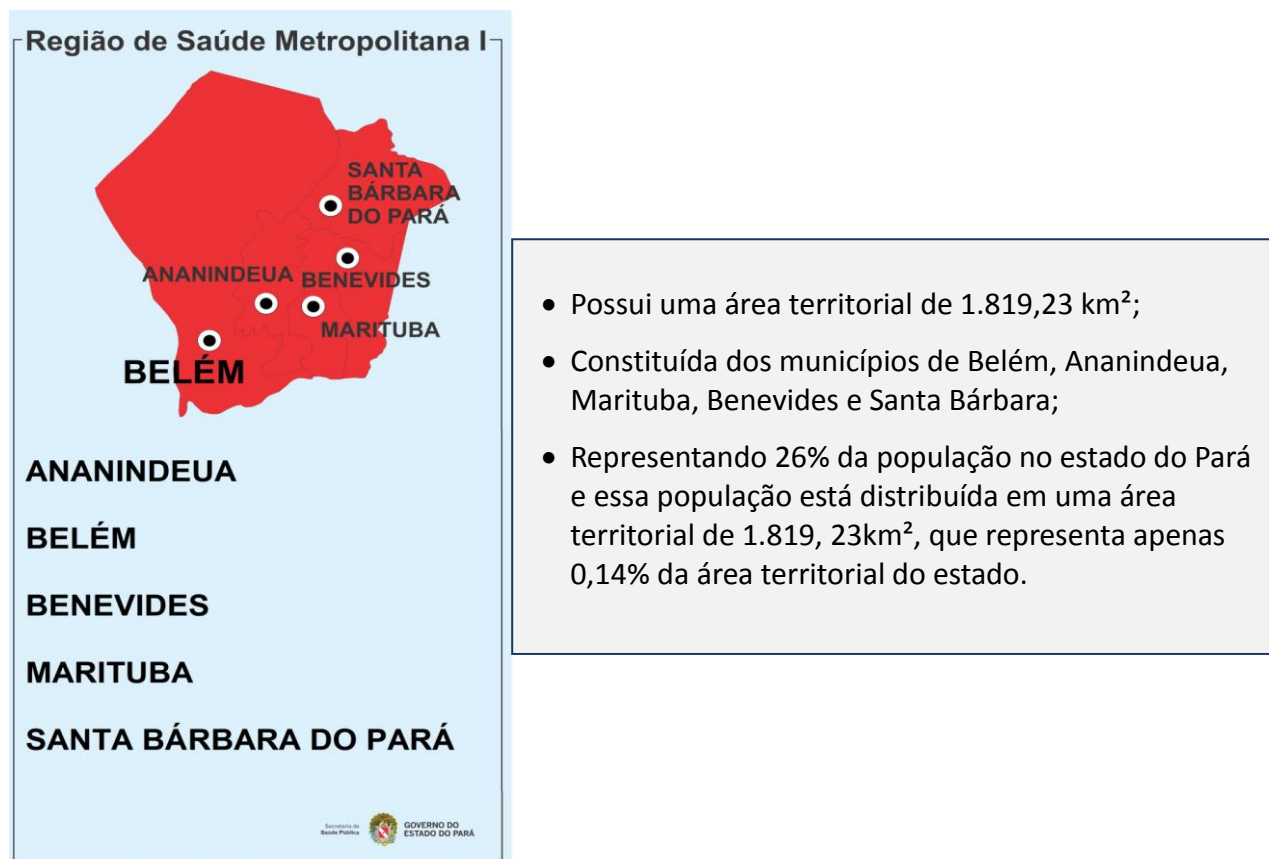 Região de Saúde Metropolitana I
SANTA
BÁRBARA
DO PARÁ
ANANINDEUA
BENEVIDES
MARITUBA
BELÉM
ANANINDEUA
BELÉM
BENEVIDES
MARITUBA
SANTA BÁRBARA DO PARÁ
Secretaria de
Saúde Pública
GOVERNO DO
ESTADO DO PARÁ
• Possui uma área territorial de 1.819,23 km²;
• Constituída dos municípios de Belém, Ananindeua,
Marituba, Benevides e Santa Bárbara;
• Representando 26% da população no estado do Pará
e essa população está distribuída em uma área
territorial de 1.819, 23km², que representa apenas
0,14% da área territorial do estado.